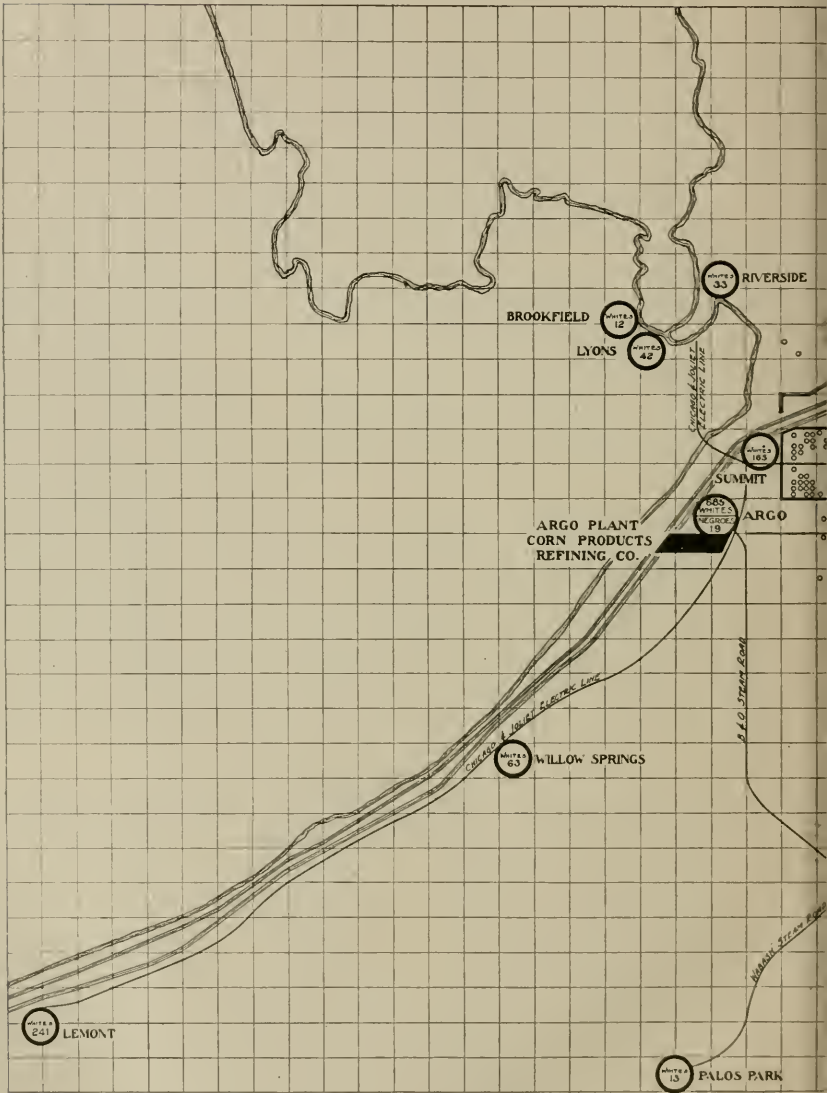 WHITES
33
RIVERSIDE
BROOKFIELD
WHITES
12
LYONS
WHITES
42
CHICAGO & JOLIET
ELECTRIC LINE
WHITES
163
SUMMIT
685
WHITES
NEGROES
19
ARGO
ARGO PLANT
CORN PRODUCTS
REFINING CO.
B & O STEAM ROAD
CHICAGO & JOLIET ELECTRIC LINE
WHITES
63
WILLOW SPRINGS
WABASH STEAM ROAD
WHITES
241
LEMONT
WHITES
13
PALOS PARK